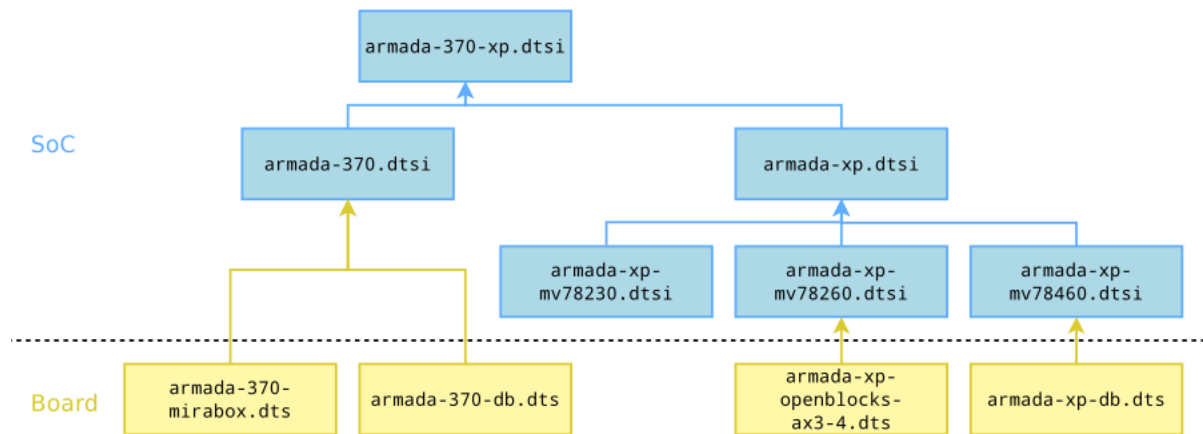 armada-370-xp.dtsi
SoC
armada-370.dtsi
armada-xp.dtsi
armada-xp-
mv78230.dtsi
armada-xp-
mv78260.dtsi
armada-xp-
mv78460.dtsi
Board
armada-370-
mirabox.dts
armada-370-db.dts
armada-xp-
openblocks-
ax3-4.dts
armada-xp-db.dts